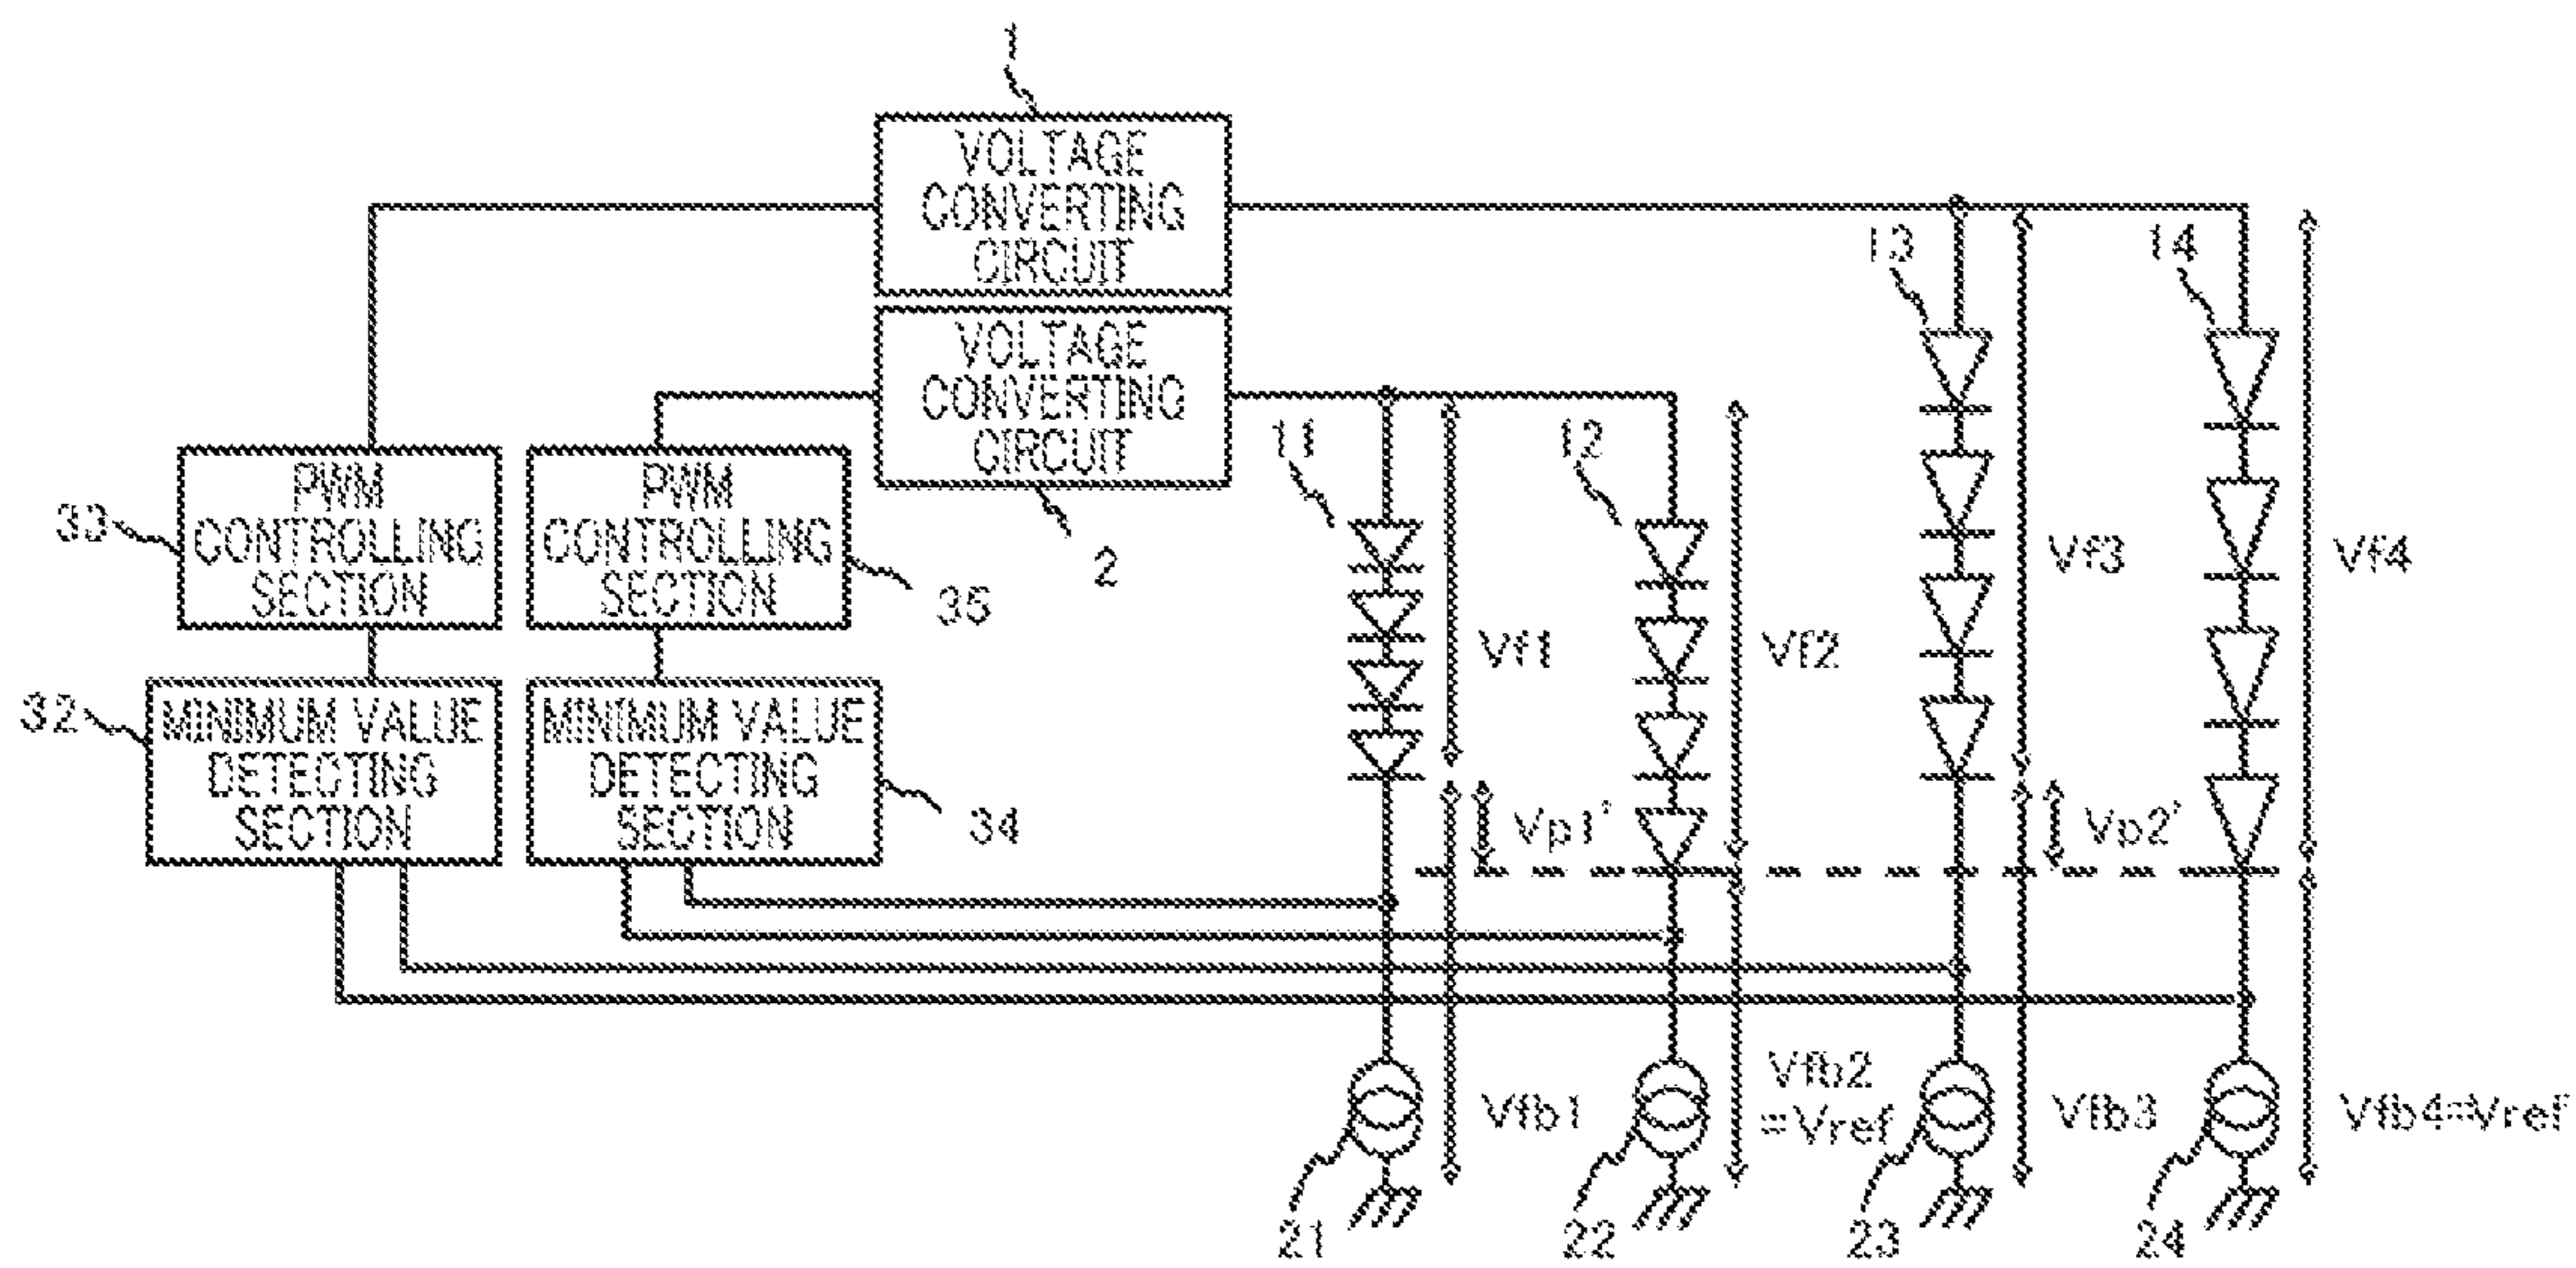 1
VOLTAGE
CONVERTING
CIRCUIT
VOLTAGE
CONVERTING
CIRCUIT
2
13
14
11
12
PWM
CONTROLLING
SECTION
33
PWM
CONTROLLING
SECTION
35
Vf1
Vf2
Vf3
Vf4
32
MINIMUM VALUE
DETECTING
SECTION
MINIMUM VALUE
DETECTING
SECTION
34
Vp1'
Vp2'
Vfb1
Vfb2
=Vref
Vfb3
Vfb4=Vref
21
22
23
24